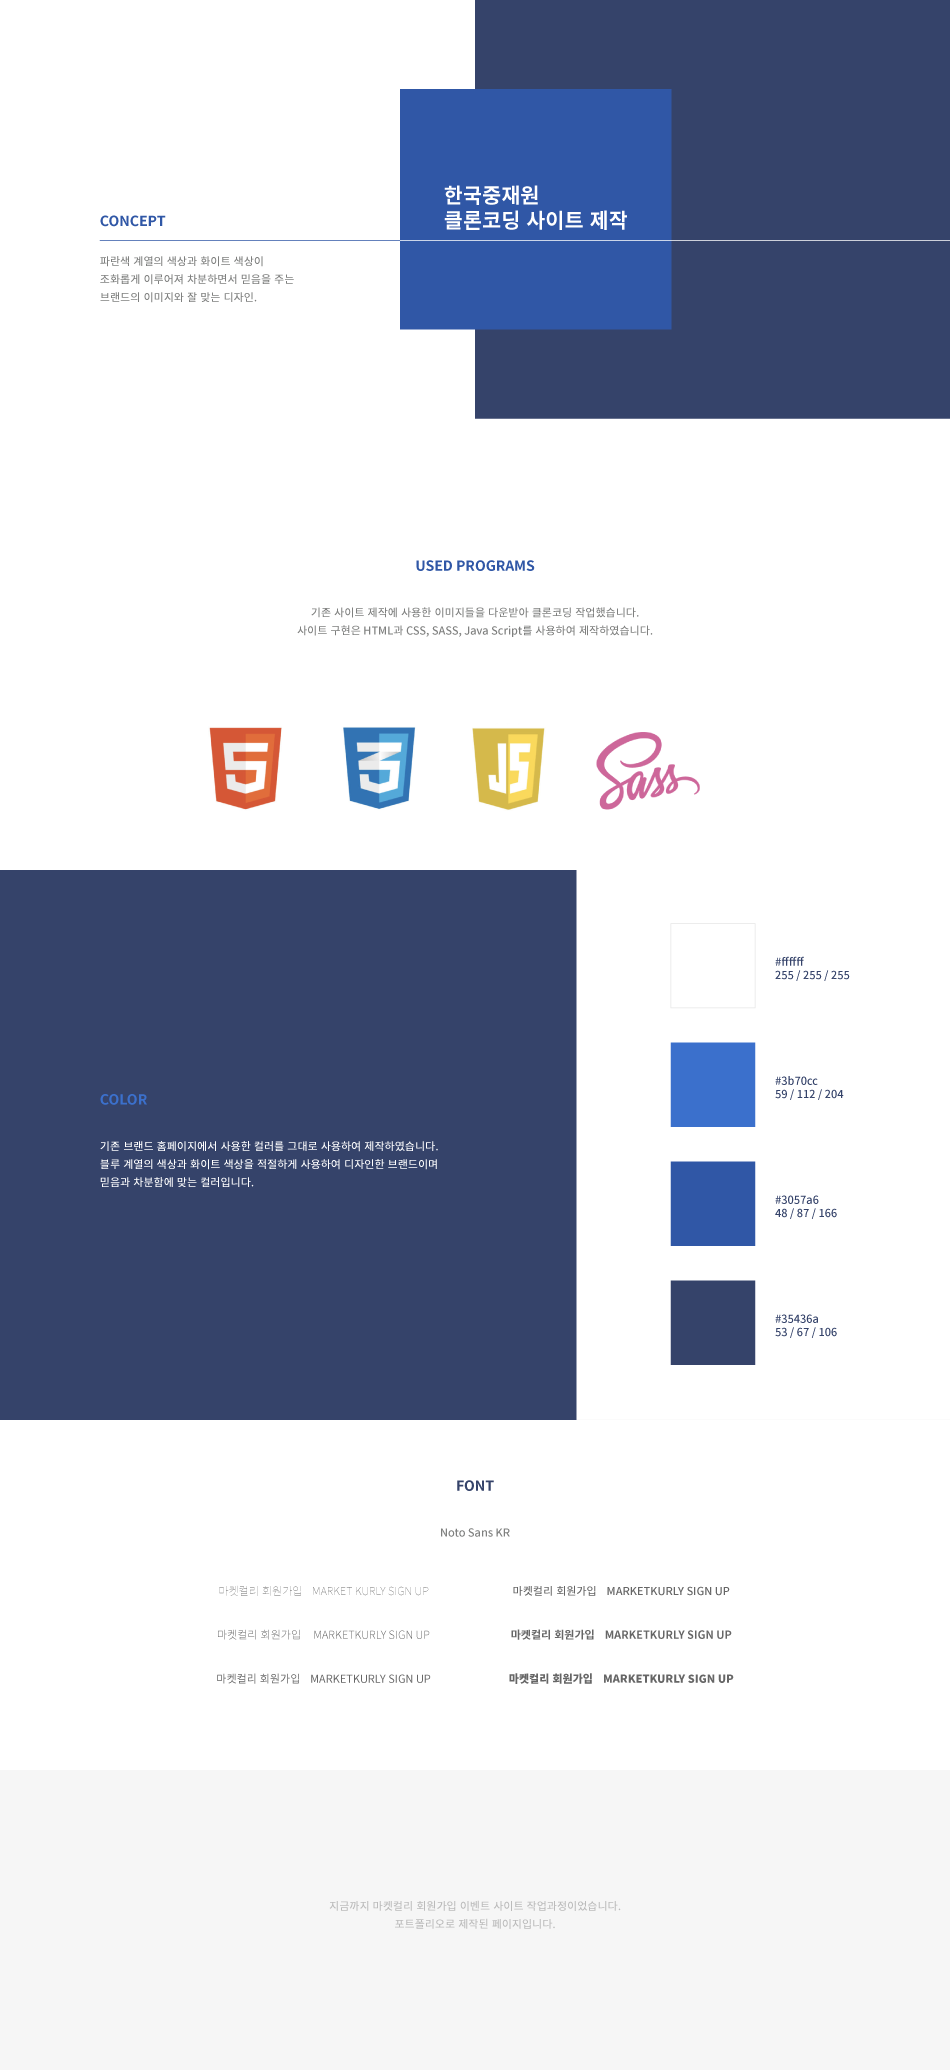 한국중재원
클론코딩 사이트 제작
CONCEPT
파란색 계열의 색상과 화이트 색상이
조화롭게 이루어져 차분하면서 믿음을 주는
브랜드의 이미지와 잘 맞는 디자인.
USED PROGRAMS
기존 사이트 제작에 사용한 이미지들을 다운받아 클론코딩 작업했습니다.
사이트 구현은 HTML과 CSS, SASS, Java Script를 사용하여 제작하였습니다.
5 3 JS Sass
#ffffff
255 / 255 / 255
#3b70cc
59 / 112 / 204
COLOR
기존 브랜드 홈페이지에서 사용한 컬러를 그대로 사용하여 제작하였습니다.
블루 계열의 색상과 화이트 색상을 적절하게 사용하여 디자인한 브랜드이며
믿음과 차분함에 맞는 컬러입니다.
#3057a6
48 / 87 / 166
#35436a
53 / 67 / 106
FONT
Noto Sans KR
마켓컬리 회원가입 MARKET KURLY SIGN UP
마켓컬리 회원가입 MARKETKURLY SIGN UP
마켓컬리 회원가입 MARKETKURLY SIGN UP
마켓컬리 회원가입 MARKETKURLY SIGN UP
마켓컬리 회원가입 MARKETKURLY SIGN UP
마켓컬리 회원가입 MARKETKURLY SIGN UP
지금까지 마켓컬리 회원가입 이벤트 사이트 작업과정이었습니다.
포트폴리오로 제작된 페이지입니다.